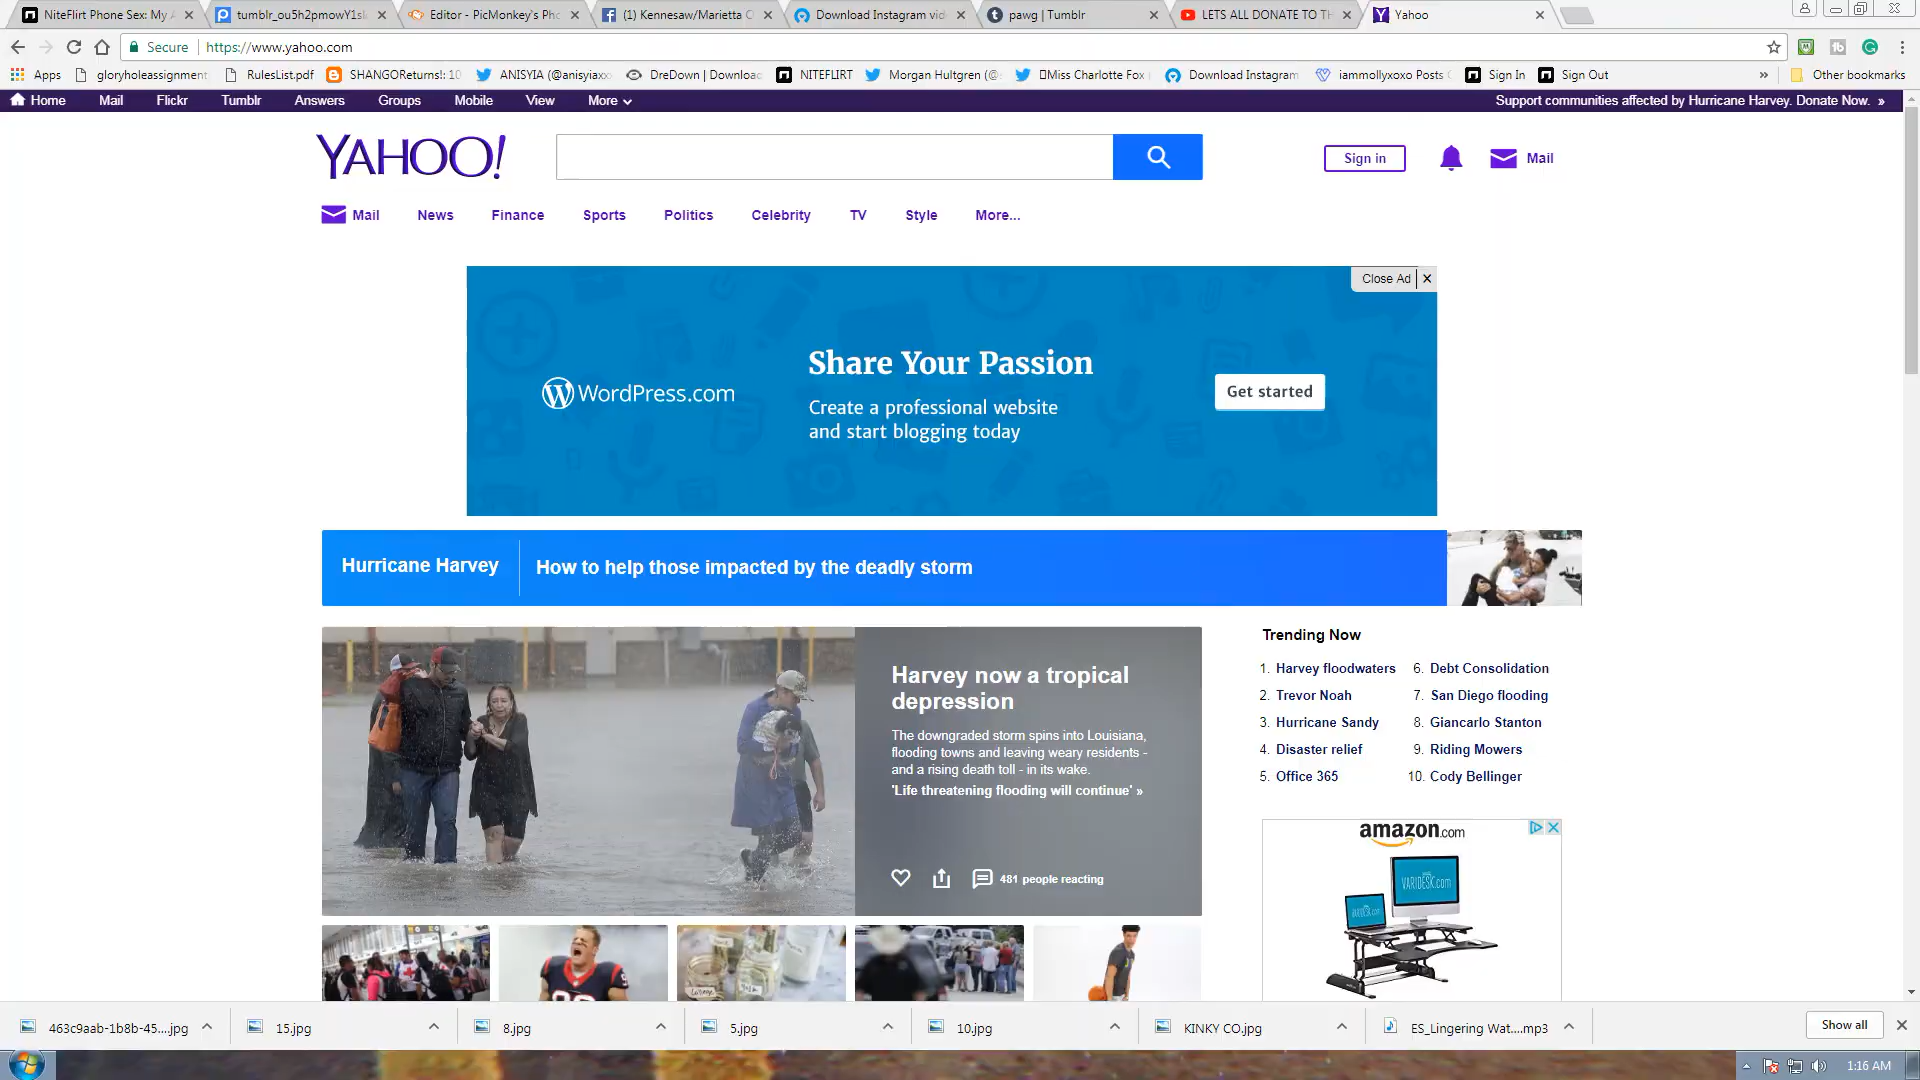 NiteFlirt Phone Sex: My A
tumblr_ou5h2pmowY1sl
Editor - PicMonkey's Pho
(1) Kennesaw/Marietta C
Download Instagram vid
pawg | Tumblr
LETS ALL DONATE TO TH
Yahoo
Secure
https://www.yahoo.com
Apps
gloryholeassignment
RulesList.pdf
SHANGOReturns!: 10
ANISYIA (@anisyiaxx
DreDown | Download
NITEFLIRT
Morgan Hultgren (@
Miss Charlotte Fox
Download Instagram
iammollyxoxo Posts
Sign In
Sign Out
»
Other bookmarks
Home
Mail
Flickr
Tumblr
Answers
Groups
Mobile
View
More
Support communities affected by Hurricane Harvey. Donate Now. »
YAHOO!
Sign in
Mail
Mail
News
Finance
Sports
Politics
Celebrity
TV
Style
More...
Close Ad
WordPress.com
Share Your Passion
Create a professional website
and start blogging today
Get started
Hurricane Harvey
How to help those impacted by the deadly storm
Harvey now a tropical
depression
The downgraded storm spins into Louisiana,
flooding towns and leaving weary residents -
and a rising death toll - in its wake.
'Life threatening flooding will continue' »
481 people reacting
Trending Now
1. Harvey floodwaters
2. Trevor Noah
3. Hurricane Sandy
4. Disaster relief
5. Office 365
6. Debt Consolidation
7. San Diego flooding
8. Giancarlo Stanton
9. Riding Mowers
10. Cody Bellinger
amazon.com
VARIDESK.com
463c9aab-1b8b-45....jpg
15.jpg
8.jpg
5.jpg
10.jpg
KINKY CO.jpg
ES_Lingering Wat....mp3
Show all
1:16 AM